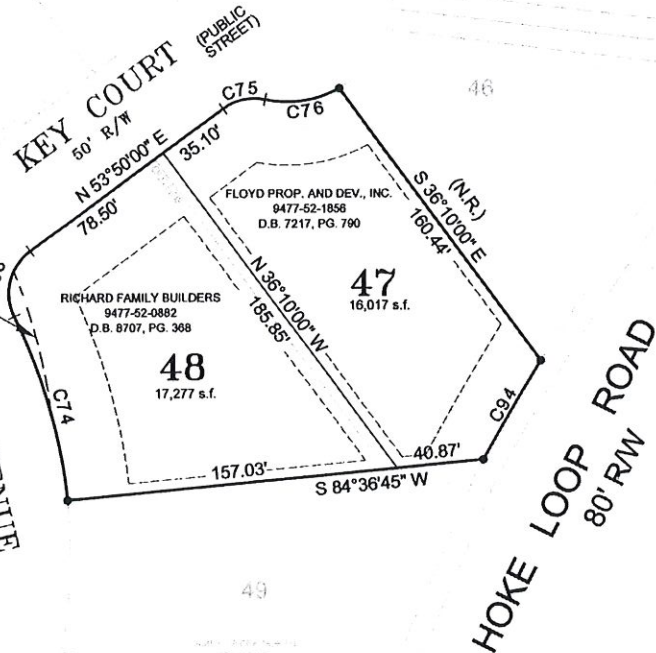 KEY COURT
(PUBLIC
STREET)
50' R/W
C75
C76
46
N 53°50'00" E
35.10'
78.50'
(N.R.)
S 36°10'00" E
160.44'
FLOYD PROP. AND DEV., INC.
9477-52-1856
D.B. 7217, PG. 790
47
16,017 s.f.
N 36°10'00" W
185.85'
RICHARD FAMILY BUILDERS
9477-52-0882
D.B. 8707, PG. 368
48
17,277 s.f.
C74
C94
40.87'
157.03'
S 84°36'45" W
HOKE LOOP ROAD
80' R/W
49